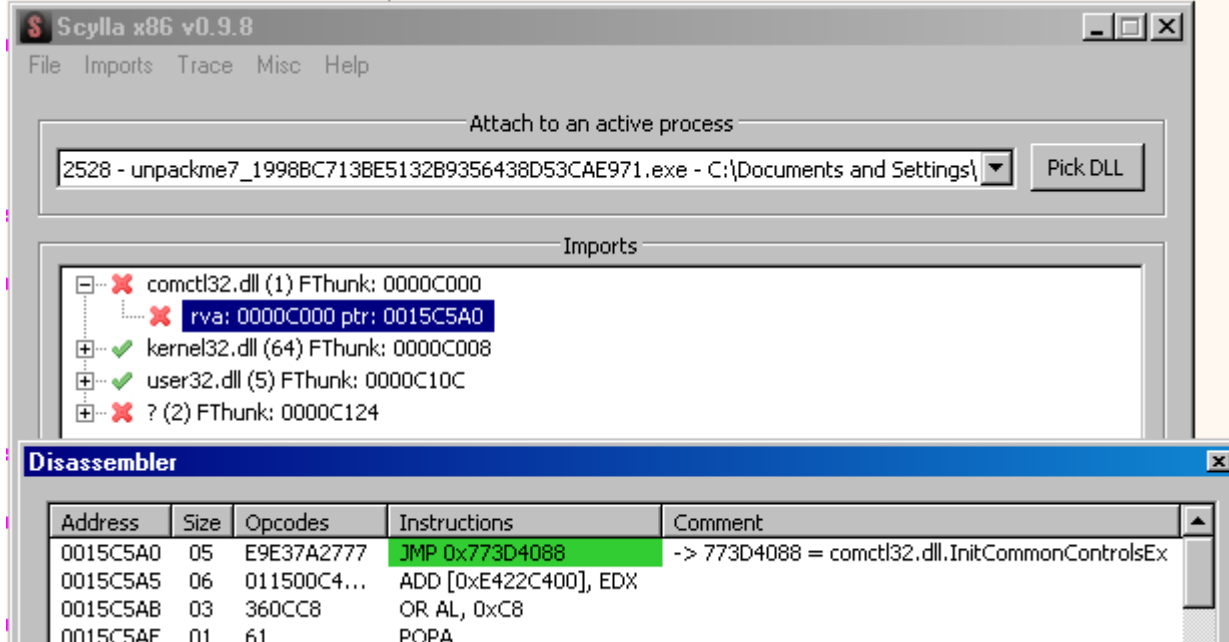 Scylla x86 v0.9.8
File Imports Trace Misc Help
Attach to an active process
2528 - unpackme7_1998BC713BE5132B9356438D53CAE971.exe - C:\Documents and Settings\ Pick DLL
Imports
comctl32.dll (1) FThunk: 0000C000
rva: 0000C000 ptr: 0015C5A0
kernel32.dll (64) FThunk: 0000C008
user32.dll (5) FThunk: 0000C10C
? (2) FThunk: 0000C124
Disassembler
Address Size Opcodes Instructions Comment
0015C5A0 05 E9E37A2777 JMP 0x773D4088 -> 773D4088 = comctl32.dll.InitCommonControlsEx
0015C5A5 06 011500C4... ADD [0xE422C400], EDX
0015C5AB 03 360CC8 OR AL, 0xC8
0015C5AE 01 61 POPA